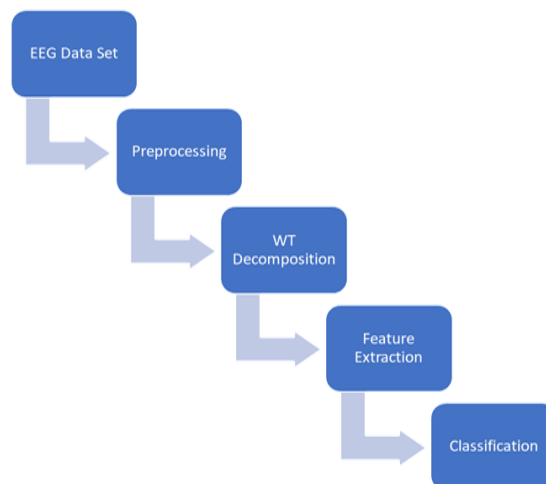 EEG Data Set
Preprocessing
WT
Decomposition
Feature
Extraction
Classification